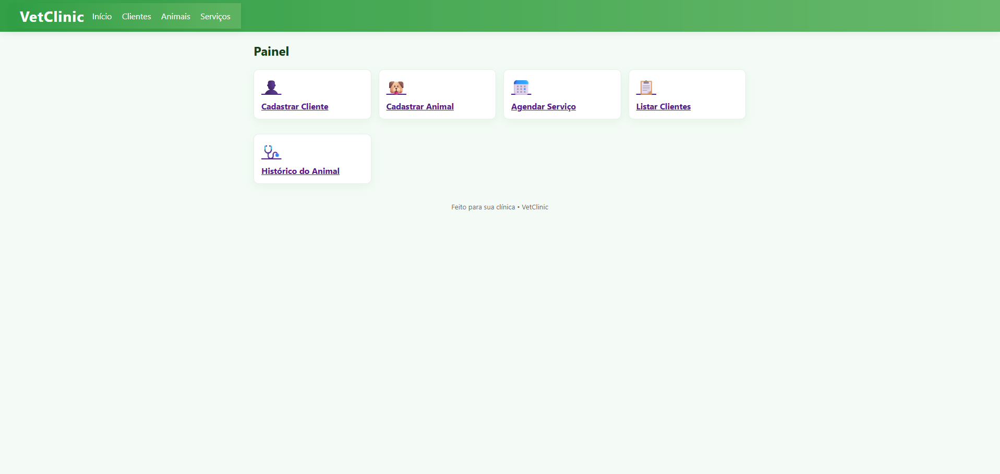 VetClinic Início Clientes Animais Serviços
Painel
Cadastrar Cliente
Cadastrar Animal
Agendar Serviço
Listar Clientes
Histórico do Animal
Feito para sua clínica • VetClinic